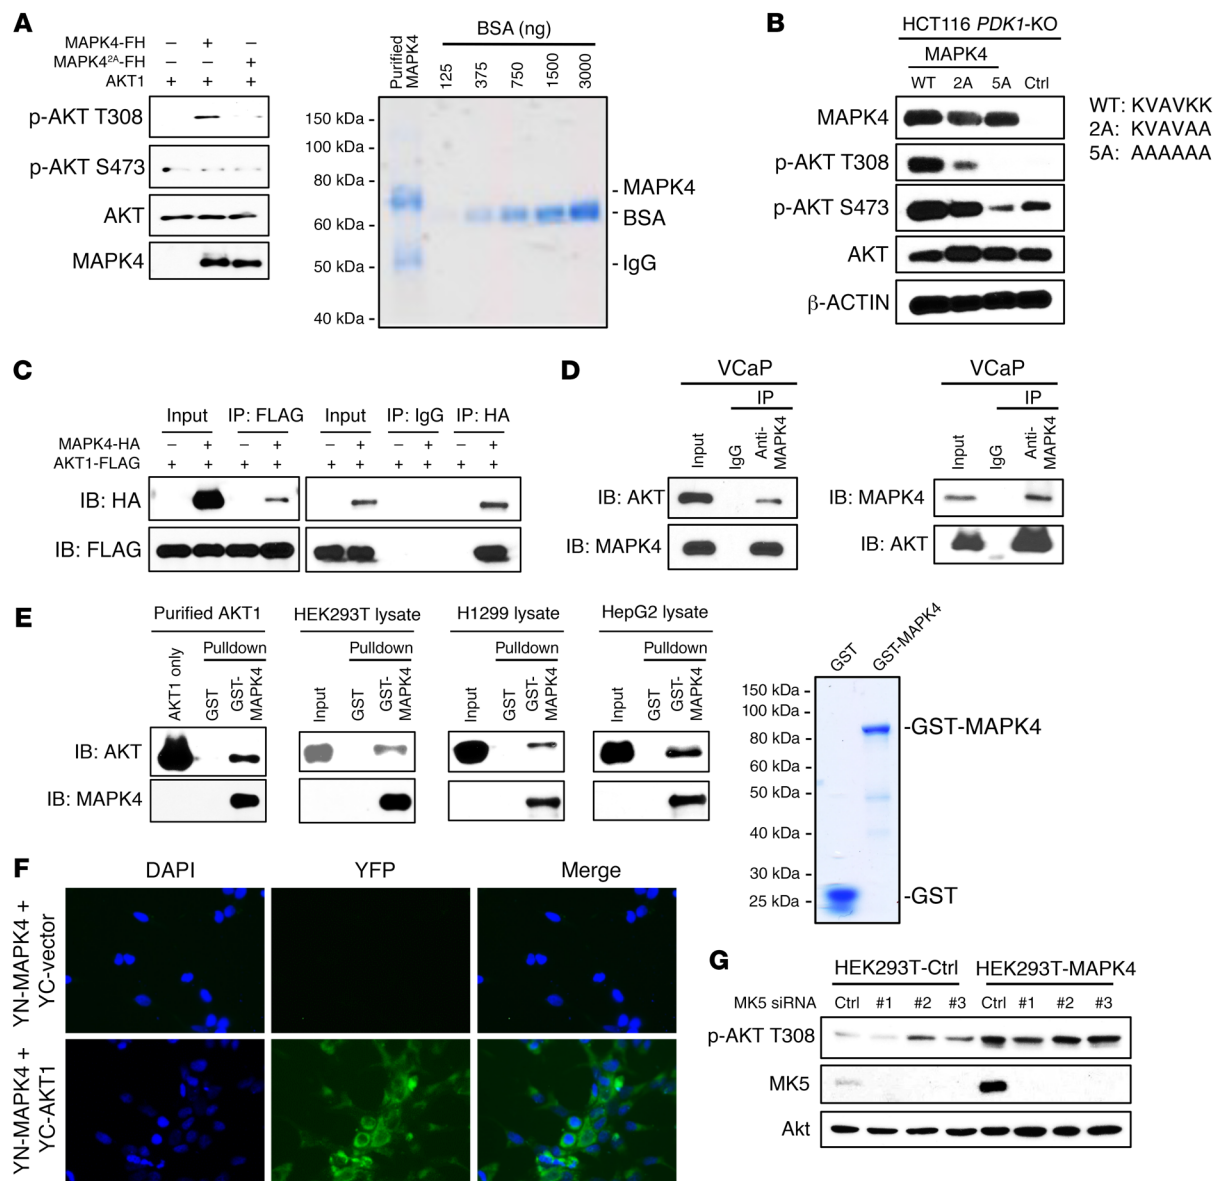 A
MAPK4-FH – + –
MAPK4²ᴬ-FH – – +
AKT1 + + +
p-AKT T308
p-AKT S473
AKT
MAPK4
BSA (ng)
Purified MAPK4
125
375
750
1500
3000
150 kDa -
100 kDa -
80 kDa -
60 kDa -
50 kDa -
40 kDa -
- MAPK4
- BSA
-IgG
B
HCT116 PDK1-KO
MAPK4
WT 2A 5A Ctrl
MAPK4
p-AKT T308
p-AKT S473
AKT
β-ACTIN
WT: KVAVKK
2A: KVAVAA
5A: AAAAAA
C
Input IP: FLAG Input IP: IgG IP: HA
MAPK4-HA – + – + – + – + – +
AKT1-FLAG + + + + + + + + + +
IB: HA
IB: FLAG
D
VCaP
IP
Input
IgG
Anti-MAPK4
IB: AKT
IB: MAPK4
VCaP
IP
Input
IgG
Anti-MAPK4
IB: MAPK4
IB: AKT
E
Purified AKT1
Pulldown
AKT1 only
GST
GST-MAPK4
HEK293T lysate
Pulldown
Input
GST
GST-MAPK4
H1299 lysate
Pulldown
Input
GST
GST-MAPK4
HepG2 lysate
Pulldown
Input
GST
GST-MAPK4
IB: AKT
IB: MAPK4
GST
GST-MAPK4
150 kDa -
100 kDa -
80 kDa -
60 kDa -
50 kDa -
40 kDa -
30 kDa -
25 kDa -
-GST-MAPK4
-GST
F
DAPI YFP Merge
YN-MAPK4 +
YC-vector
YN-MAPK4 +
YC-AKT1
G
HEK293T-Ctrl HEK293T-MAPK4
MK5 siRNA Ctrl #1 #2 #3 Ctrl #1 #2 #3
p-AKT T308
MK5
Akt